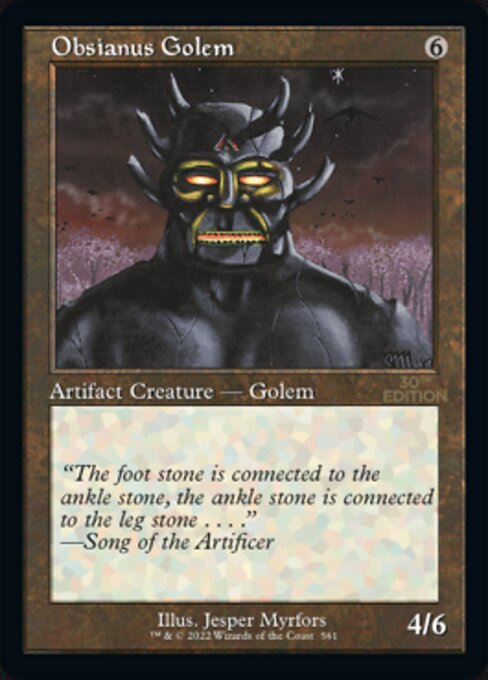 Obsianus Golem 6
30TH EDITION
Artifact Creature — Golem
“The foot stone is connected to the
ankle stone, the ankle stone is connected
to the leg stone . . . .”
—Song of the Artificer
Illus. Jesper Myrfors
4/6
™ & © 2022 Wizards of the Coast 561